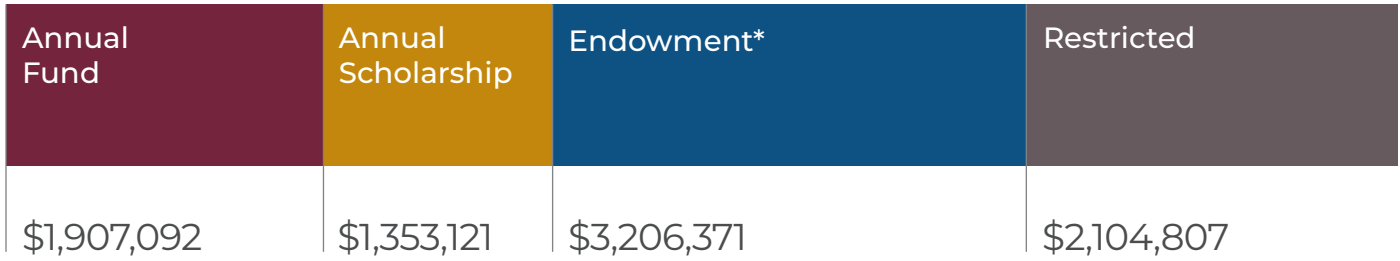 Annual
Fund
Annual
Scholarship
Endowment*
Restricted
$1,907,092
$1,353,121
$3,206,371
$2,104,807